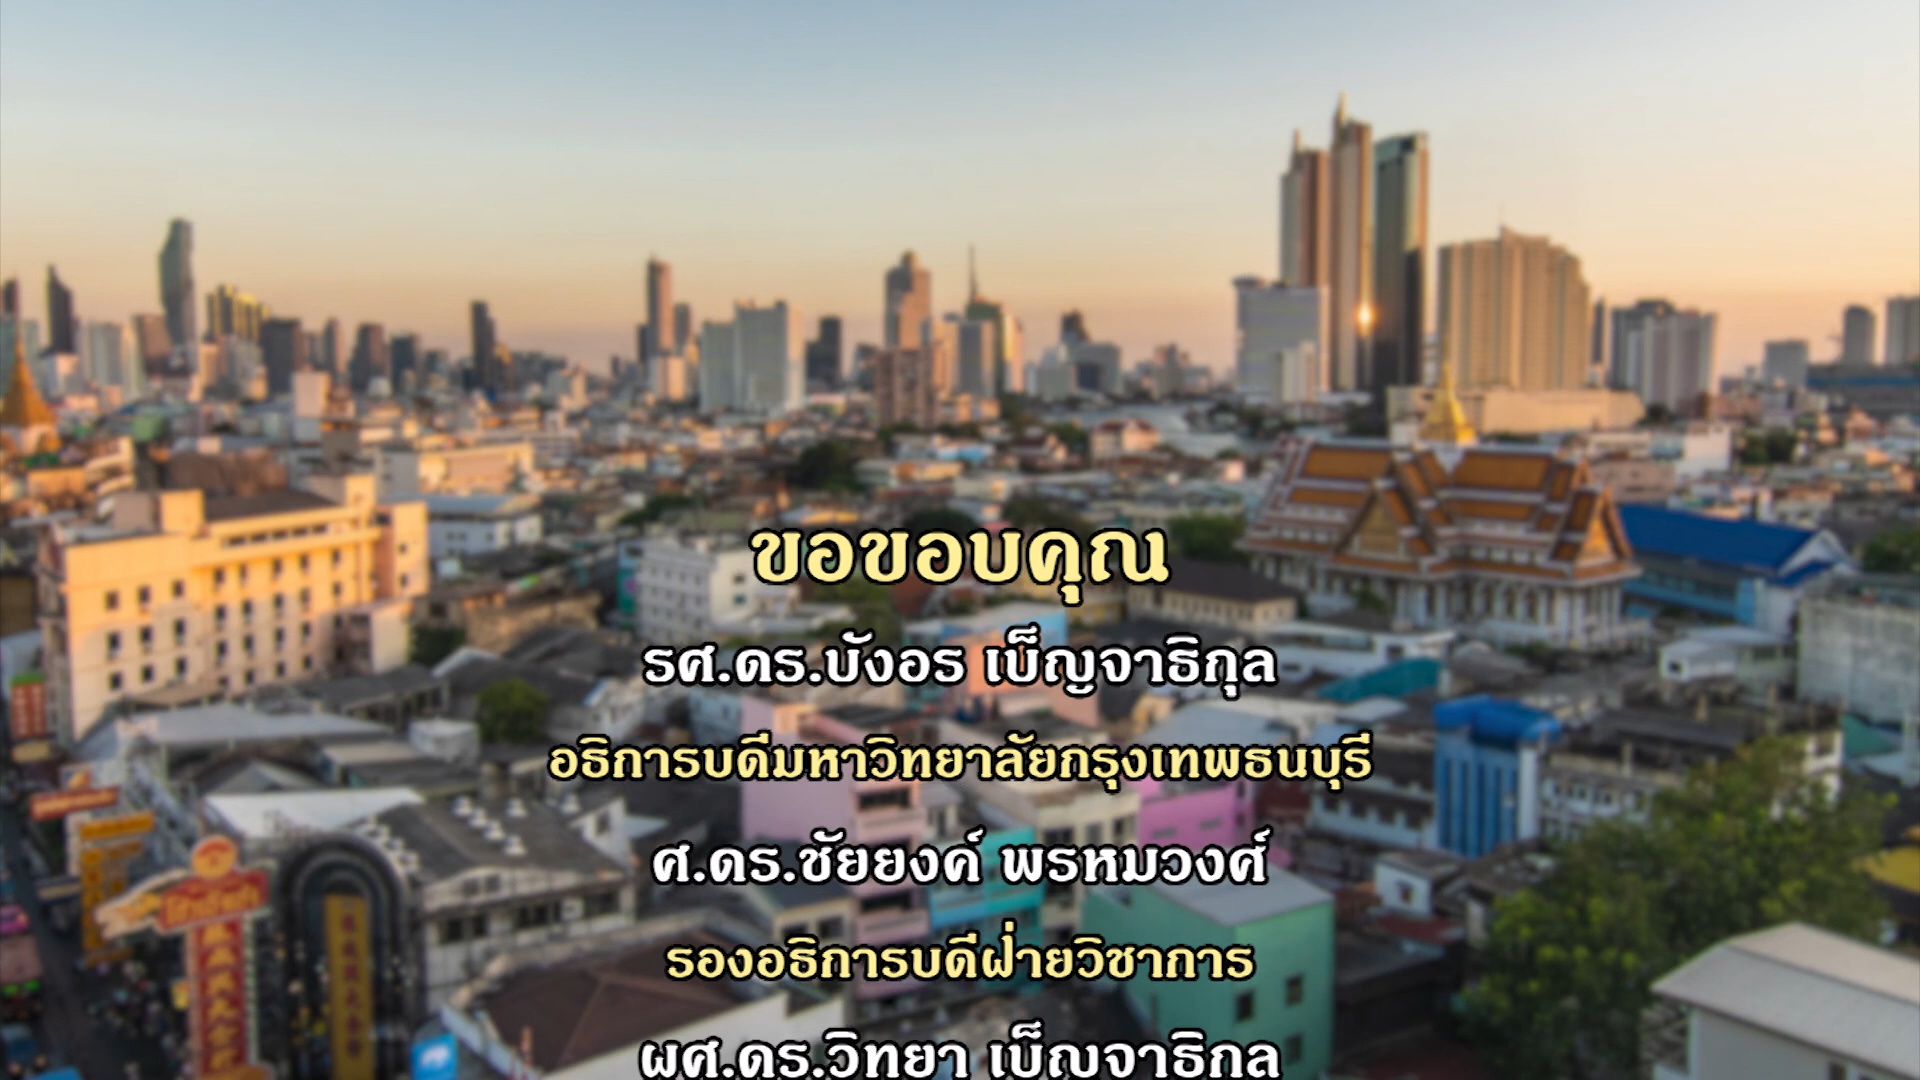 ขอขอบคุณ
รศ.ดร.บังอร เบ็ญจาธิกุล
อธิการบดีมหาวิทยาลัยกรุงเทพธนบุรี
ศ.ดร.ชัยยงค์ พรหมวงศ์
รองอธิการบดีฝ่ายวิชาการ
ผศ.ดร.วิทยา เบ็ญจาธิกุล